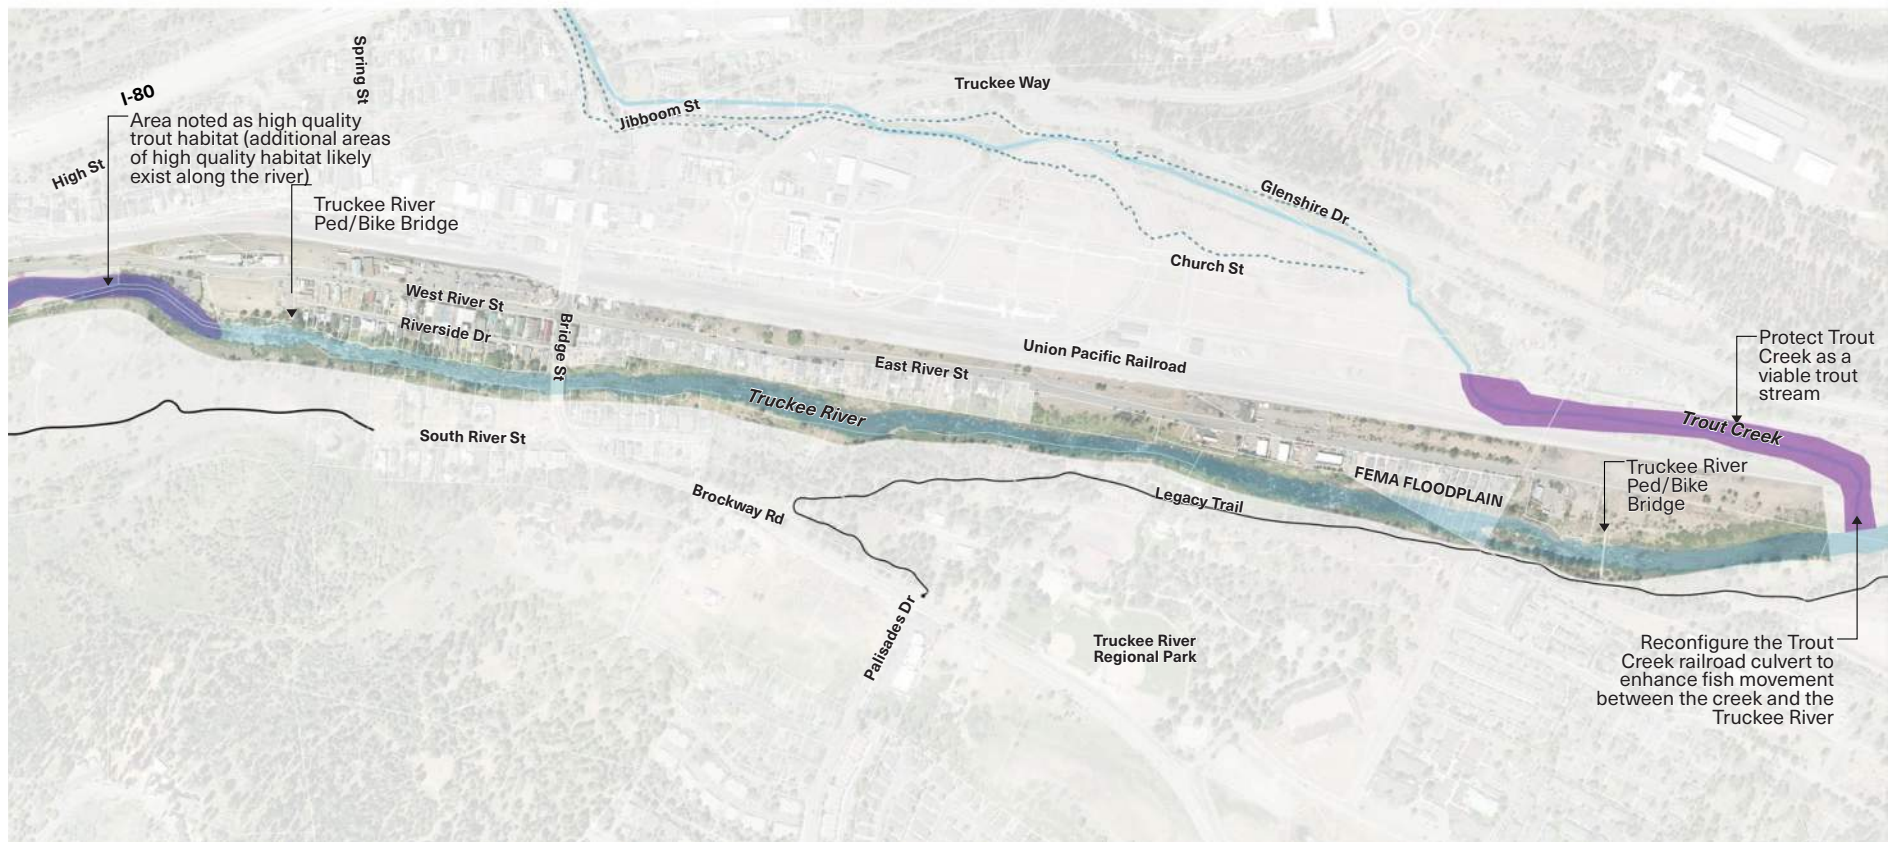 Spring St
I-80
Truckee Way
Jibboom St
Area noted as high quality
trout habitat (additional areas
of high quality habitat likely
exist along the river)
High St
Truckee River
Ped/Bike Bridge
Glenshire Dr
Church St
West River St
Riverside Dr
Bridge St
Union Pacific Railroad
East River St
Truckee River
Protect Trout
Creek as a
viable trout
stream
Trout Creek
South River St
Truckee River
Ped/Bike
Bridge
FEMA FLOODPLAIN
Legacy Trail
Brockway Rd
Palisades Dr
Truckee River
Regional Park
Reconfigure the Trout
Creek railroad culvert to
enhance fish movement
between the creek and the
Truckee River